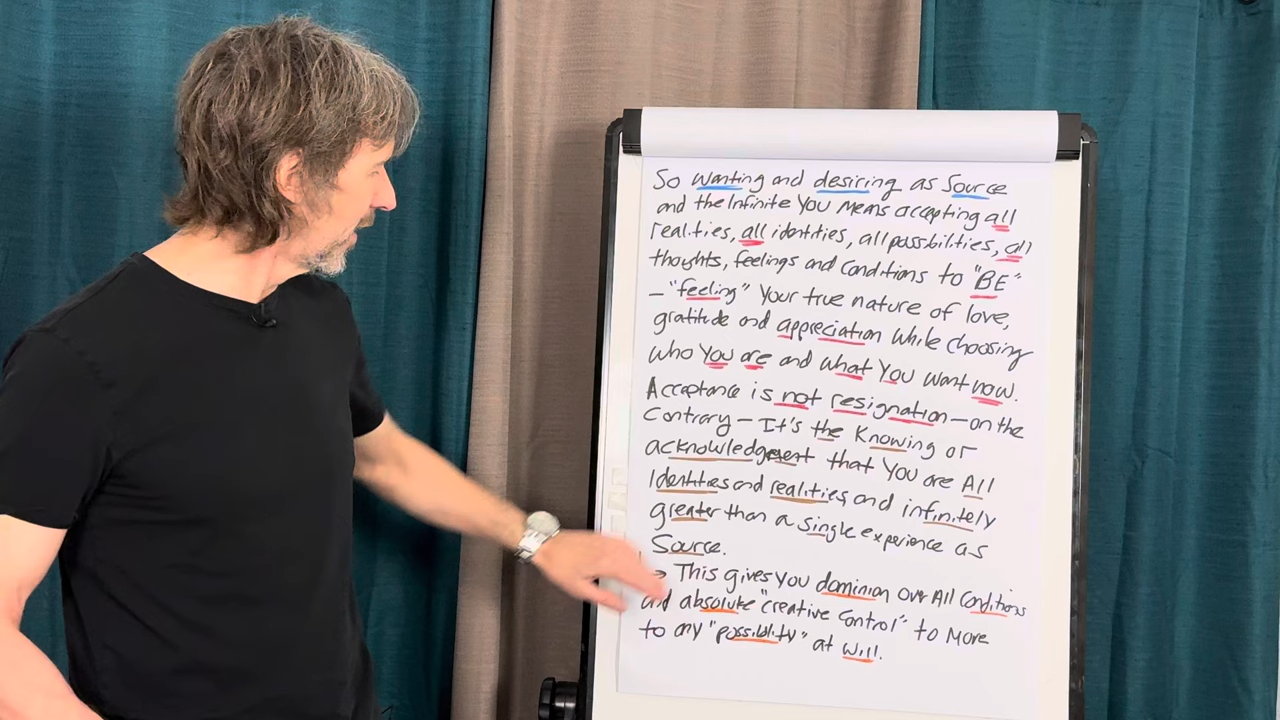 So wanting and desiring as Source
and the Infinite You Means accepting all
realities, all identities, all possibilities, all
thoughts, feelings and Conditions to "BE"
- "feeling" Your true nature of love,
gratitude and appreciation while choosing
who You are and what You want now.
Acceptance is not resignation - on the
Contrary - It's the Knowing or
acknowledgement that You are All
Identities and realities, and infinitely
greater than a single experience as
Source.
→ This gives You dominion over All Conditions
and absolute "creative Control" to More
to any "possiblity" at will.